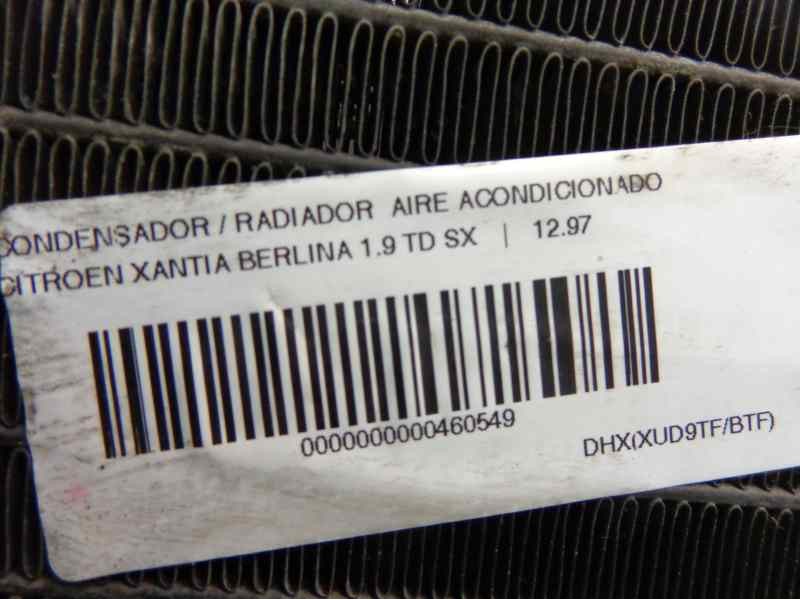 CONDENSADOR / RADIADOR AIRE ACONDICIONADO
CITROEN XANTIA BERLINA 1.9 TD SX | 12.97
0000000000460549
DHX(XUD9TF/BTF)